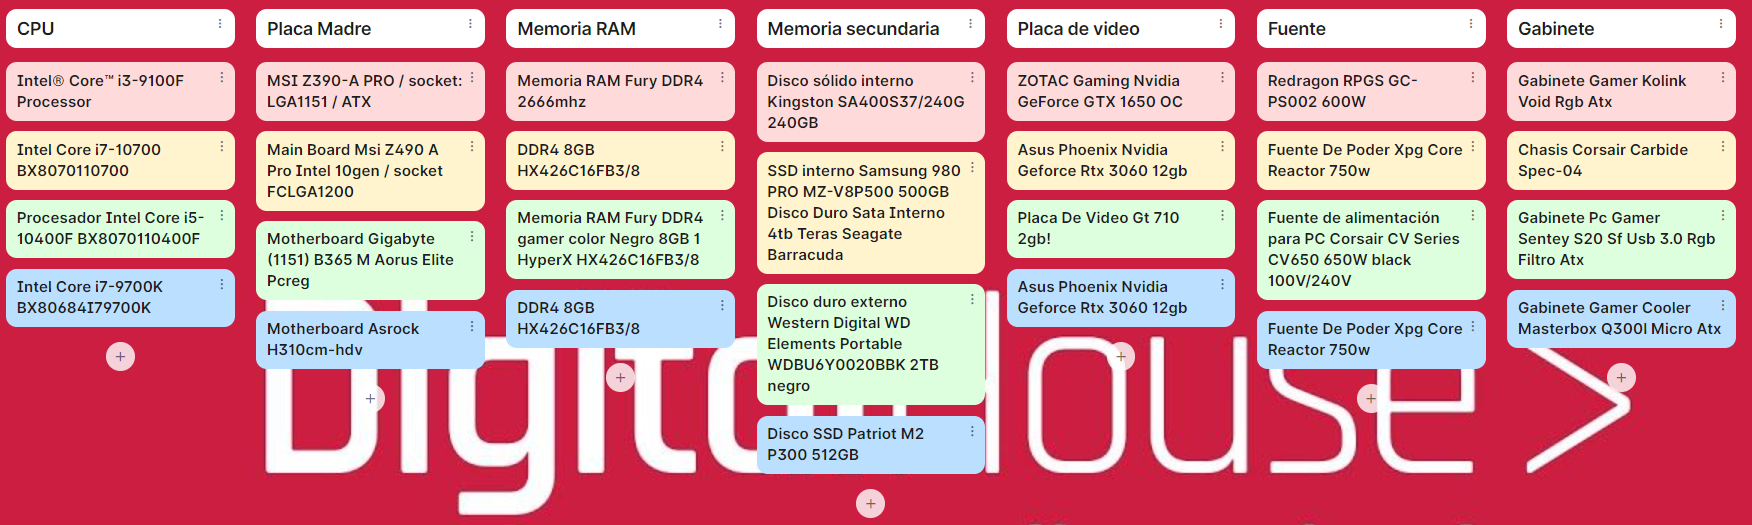 CPU
Intel® Core™ i3-9100F
Processor
Intel Core i7-10700
BX8070110700
Procesador Intel Core i5-
10400F BX8070110400F
Intel Core i7-9700K
BX80684I79700K
Placa Madre
MSI Z390-A PRO / socket:
LGA1151 / ATX
Main Board Msi Z490 A
Pro Intel 10gen / socket
FCLGA1200
Motherboard Gigabyte
(1151) B365 M Aorus Elite
Pcreg
Motherboard Asrock
H310cm-hdv
Memoria RAM
Memoria RAM Fury DDR4
2666mhz
DDR4 8GB
HX426C16FB3/8
Memoria RAM Fury DDR4
gamer color Negro 8GB 1
HyperX HX426C16FB3/8
DDR4 8GB
HX426C16FB3/8
Memoria secundaria
Disco sólido interno
Kingston SA400S37/240G
240GB
SSD interno Samsung 980
PRO MZ-V8P500 500GB
Disco Duro Sata Interno
4tb Teras Seagate
Barracuda
Disco duro externo
Western Digital WD
Elements Portable
WDBU6Y0020BBK 2TB
negro
Disco SSD Patriot M2
P300 512GB
Placa de video
ZOTAC Gaming Nvidia
GeForce GTX 1650 OC
Asus Phoenix Nvidia
Geforce Rtx 3060 12gb
Placa De Video Gt 710
2gb!
Asus Phoenix Nvidia
Geforce Rtx 3060 12gb
Fuente
Redragon RPGS GC-
PS002 600W
Fuente De Poder Xpg Core
Reactor 750w
Fuente de alimentación
para PC Corsair CV Series
CV650 650W black
100V/240V
Fuente De Poder Xpg Core
Reactor 750w
Gabinete
Gabinete Gamer Kolink
Void Rgb Atx
Chasis Corsair Carbide
Spec-04
Gabinete Pc Gamer
Sentey S20 Sf Usb 3.0 Rgb
Filtro Atx
Gabinete Gamer Cooler
Masterbox Q300l Micro Atx
DigitalHouse >